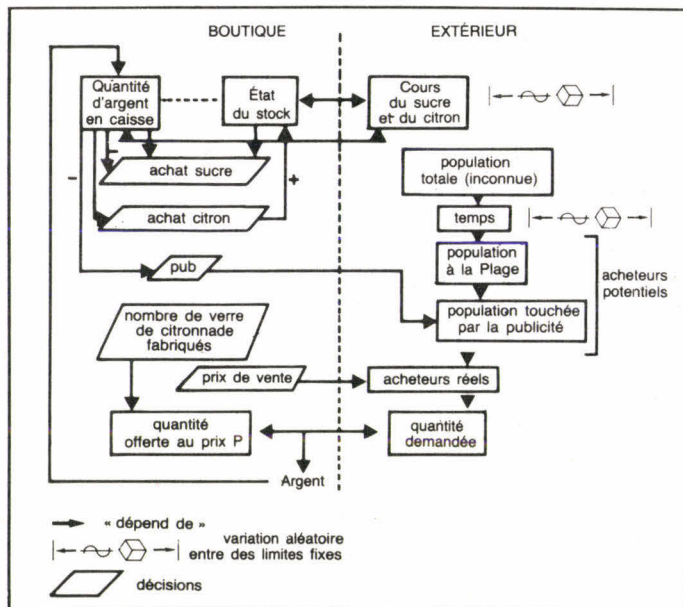 BOUTIQUE
EXTÉRIEUR
Quantité
d'argent
en caisse
État
du stock
Cours
du sucre
et du citron
achat sucre
achat citron
-
-
+
population
totale (inconnue)
temps
population
à la Plage
acheteurs
potentiels
pub
population touchée
par la publicité
nombre de verre
de citronnade
fabriqués
prix de vente
acheteurs réels
quantité
offerte au prix P
quantité
demandée
Argent
« dépend de »
variation aléatoire
entre des limites fixes
décisions